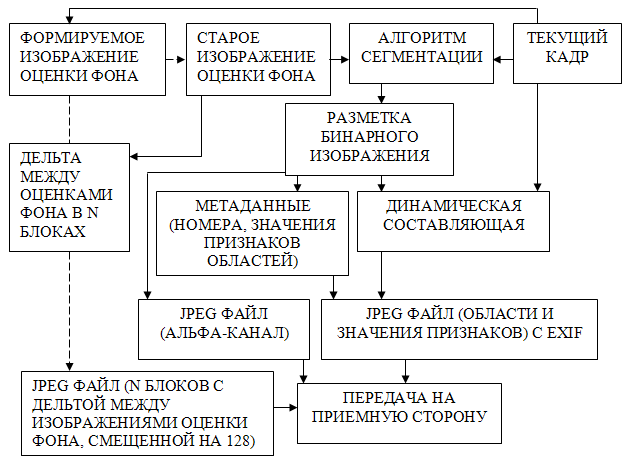 ФОРМИРУЕМОЕ
ИЗОБРАЖЕНИЕ
ОЦЕНКИ ФОНА
СТАРОЕ
ИЗОБРАЖЕНИЕ
ОЦЕНКИ ФОНА
АЛГОРИТМ
СЕГМЕНТАЦИИ
ТЕКУЩИЙ
КАДР
РАЗМЕТКА
БИНАРНОГО
ИЗОБРАЖЕНИЯ
ДЕЛЬТА
МЕЖДУ
ОЦЕНКАМИ
ФОНА В N
БЛОКАХ
МЕТАДАННЫЕ
(НОМЕРА, ЗНАЧЕНИЯ
ПРИЗНАКОВ
ОБЛАСТЕЙ)
ДИНАМИЧЕСКАЯ
СОСТАВЛЯЮЩАЯ
JPEG ФАЙЛ
(АЛЬФА-КАНАЛ)
JPEG ФАЙЛ (ОБЛАСТИ И
ЗНАЧЕНИЯ ПРИЗНАКОВ) С EXIF
JPEG ФАЙЛ (N БЛОКОВ С
ДЕЛЬТОЙ МЕЖДУ
ИЗОБРАЖЕНИЯМИ ОЦЕНКИ
ФОНА, СМЕЩЕННОЙ НА 128)
ПЕРЕДАЧА НА
ПРИЕМНУЮ СТОРОНУ